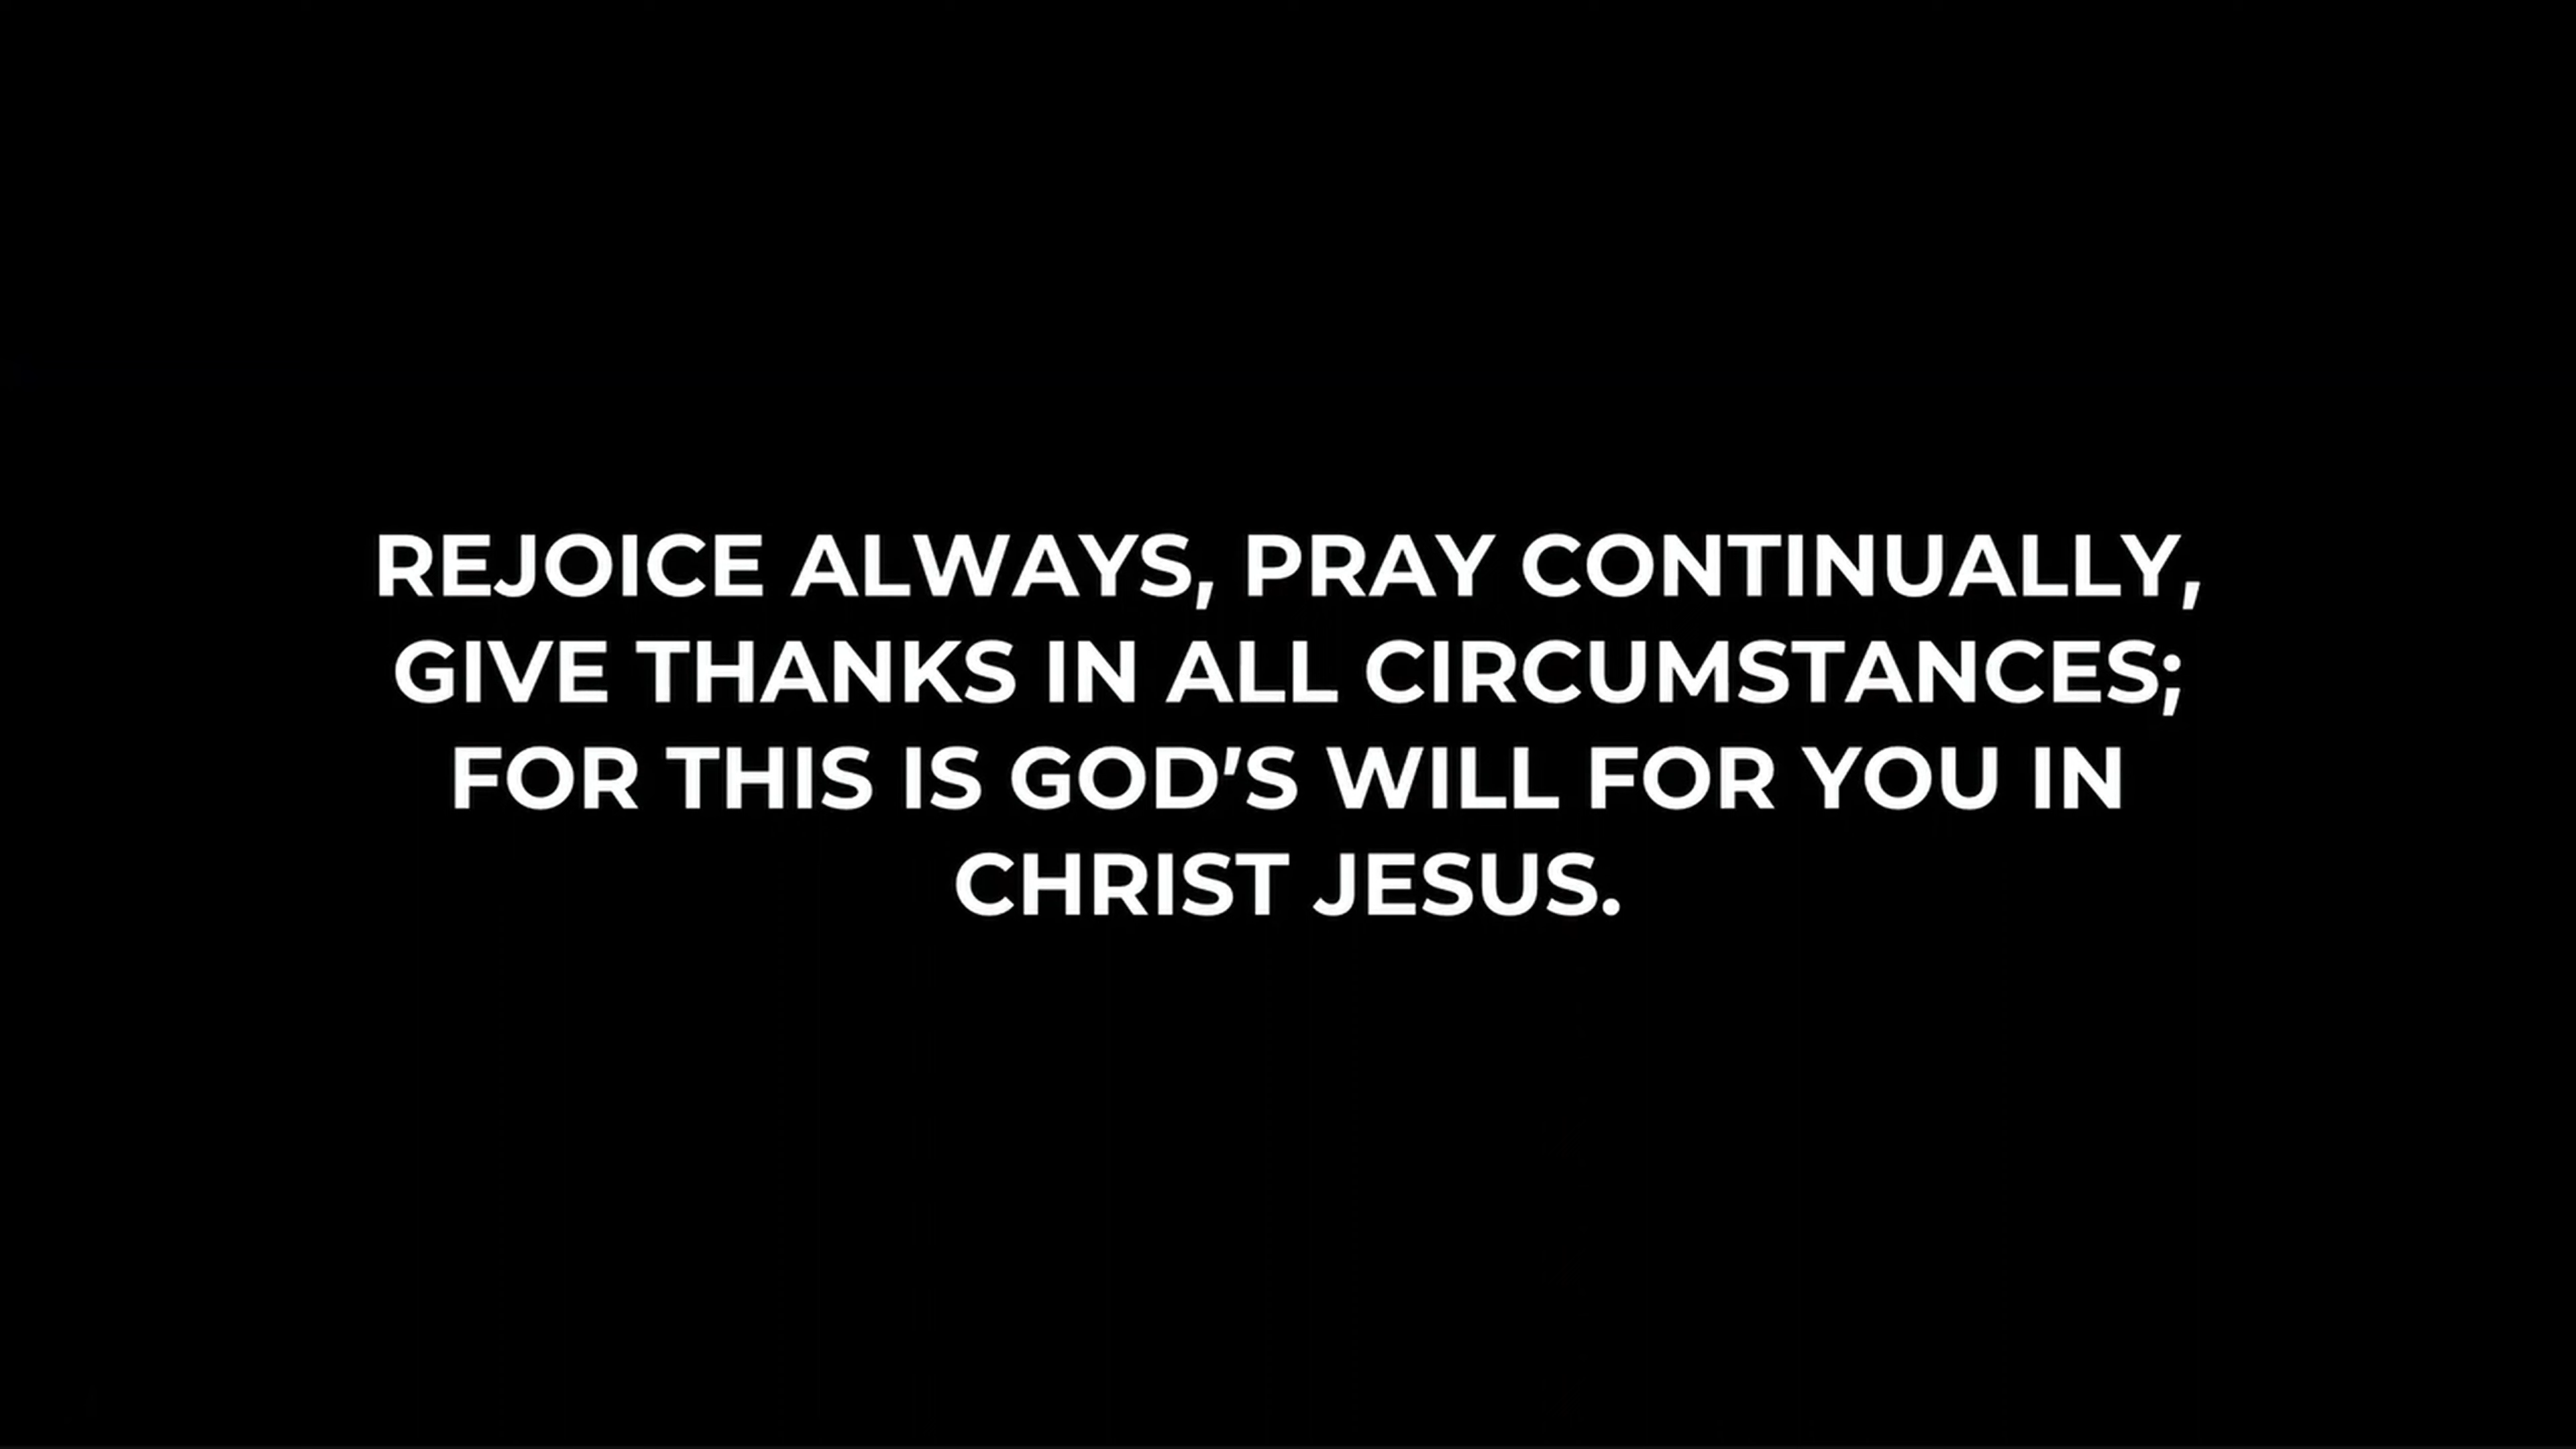 REJOICE ALWAYS, PRAY CONTINUALLY,
GIVE THANKS IN ALL CIRCUMSTANCES;
FOR THIS IS GOD'S WILL FOR YOU IN
CHRIST JESUS.